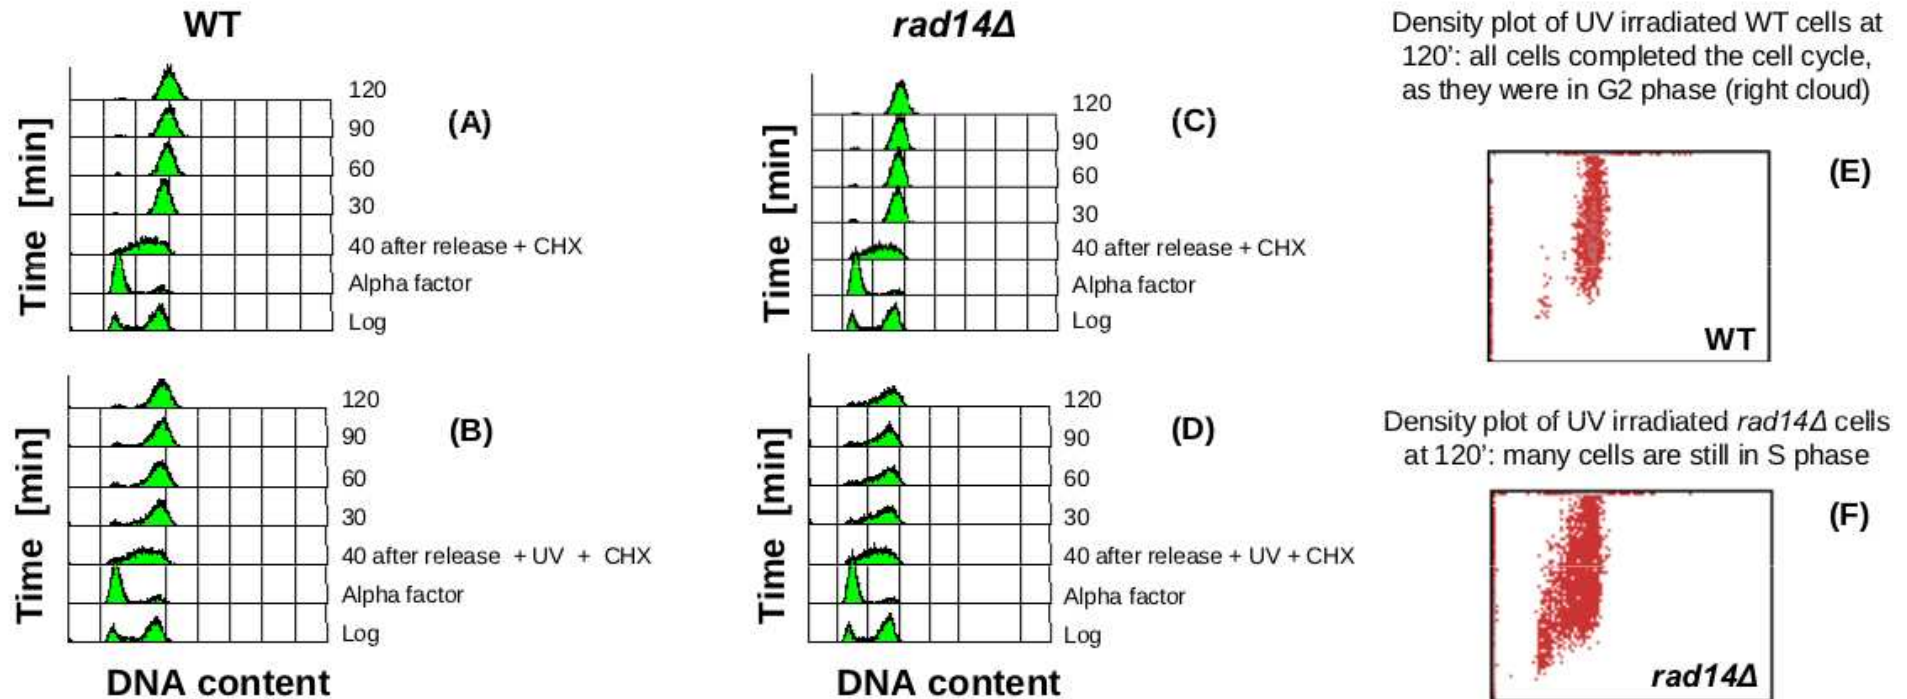 WT
120
90
60
30
40 after release + CHX
Alpha factor
Log
Time [min]
(A)
120
90
60
30
40 after release + UV + CHX
Alpha factor
Log
Time [min]
(B)
DNA content
rad14Δ
120
90
60
30
40 after release + CHX
Alpha factor
Log
Time [min]
(C)
120
90
60
30
40 after release + UV + CHX
Alpha factor
Log
Time [min]
(D)
DNA content
Density plot of UV irradiated WT cells at
120’: all cells completed the cell cycle,
as they were in G2 phase (right cloud)
(E)
WT
Density plot of UV irradiated rad14Δ cells
at 120’: many cells are still in S phase
(F)
rad14Δ